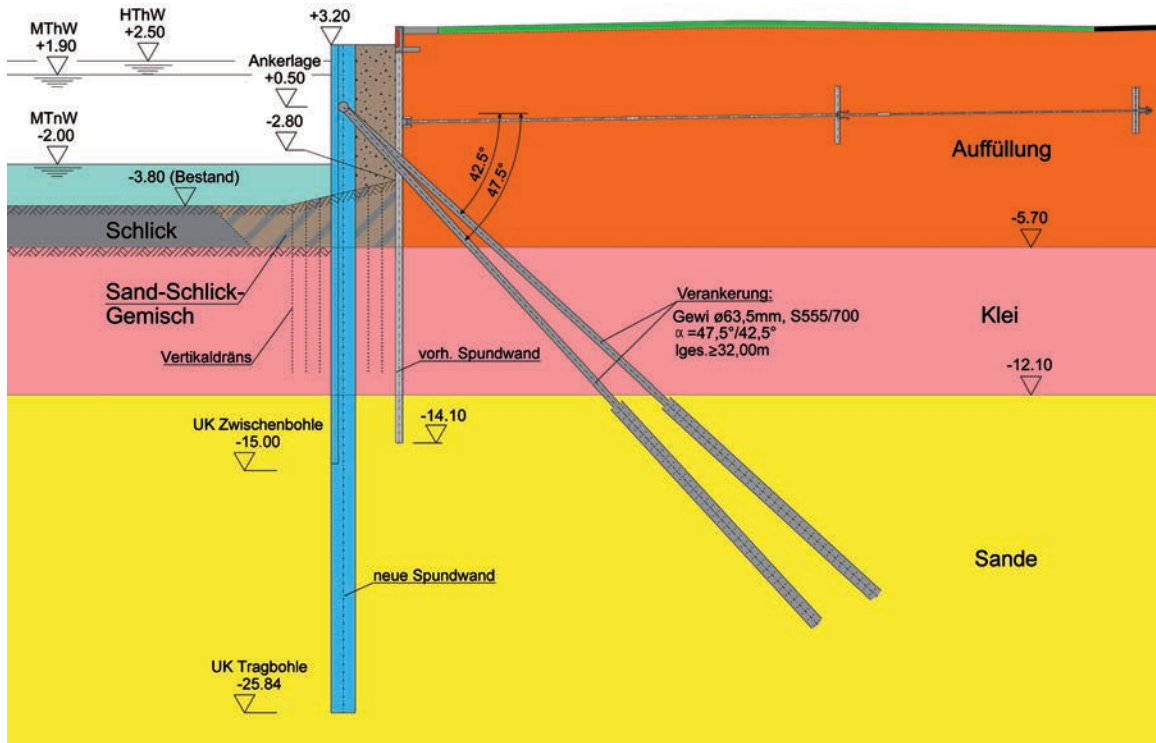 MThW
+1.90
HThW
+2.50
+3.20
Ankerlage
+0.50
-2.80
MTnW
-2.00
-3.80 (Bestand)
Schlick
Sand-Schlick-
Gemisch
Vertikaldräns
42.5°
47.5°
Auffüllung
-5.70
Verankerung:
Gewi ø63,5mm, S555/700
α =47,5°/42,5°
lges.≥32,00m
Klei
vorh. Spundwand
-12.10
UK Zwischenbohle
-15.00
-14.10
Sande
neue Spundwand
UK Tragbohle
-25.84